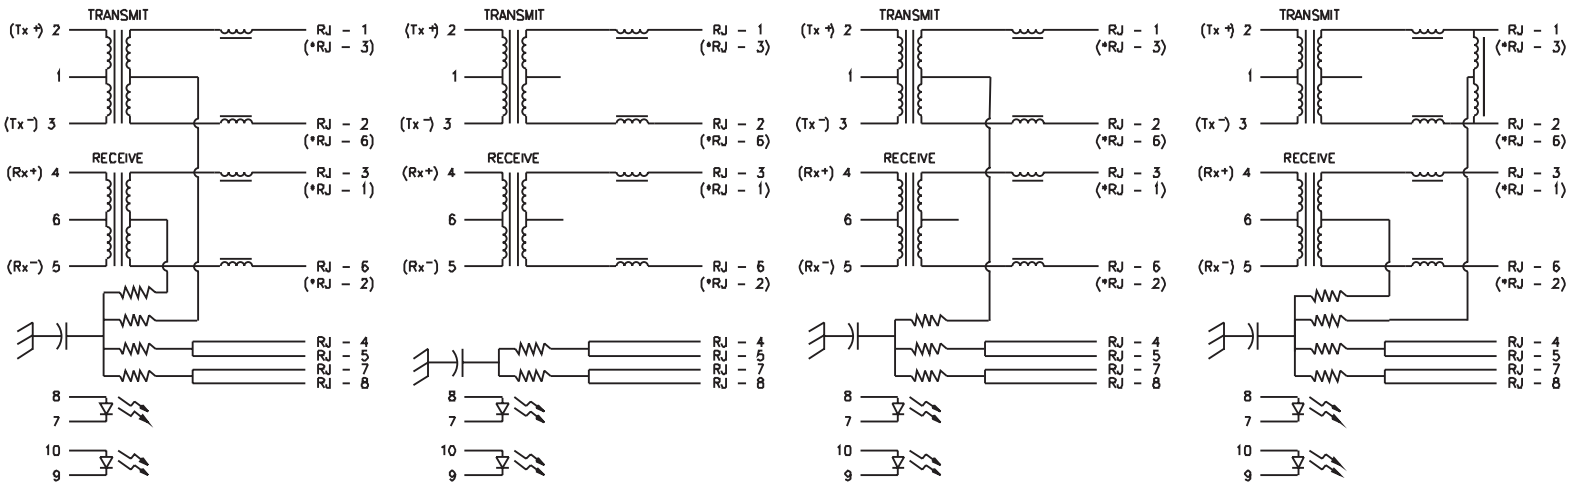 TRANSMIT TRANSMIT TRANSMIT TRANSMIT
(Tx+) 2 RJ - 1 (Tx+) 2 RJ - 1 (Tx+) 2 RJ - 1 (Tx+) 2 RJ - 1
(*RJ - 3) (*RJ - 3) (*RJ - 3) (*RJ - 3)
1 1 1 1
(Tx-) 3 RJ - 2 (Tx-) 3 RJ - 2 (Tx-) 3 RJ - 2 (Tx-) 3 RJ - 2
(*RJ - 6) (*RJ - 6) (*RJ - 6) (*RJ - 6)
RECEIVE RECEIVE RECEIVE RECEIVE
(Rx+) 4 RJ - 3 (Rx+) 4 RJ - 3 (Rx+) 4 RJ - 3 (Rx+) 4 RJ - 3
(*RJ - 1) (*RJ - 1) (*RJ - 1) (*RJ - 1)
6 6 6 6
(Rx-) 5 RJ - 6 (Rx-) 5 RJ - 6 (Rx-) 5 RJ - 6 (Rx-) 5 RJ - 6
(*RJ - 2) (*RJ - 2) (*RJ - 2) (*RJ - 2)
RJ - 4 RJ - 4 RJ - 4 RJ - 4
RJ - 5 RJ - 5 RJ - 5 RJ - 5
RJ - 7 RJ - 7 RJ - 7 RJ - 7
RJ - 8 RJ - 8 RJ - 8 RJ - 8
8 8 8 8
7 7 7 7
10 10 10 10
9 9 9 9